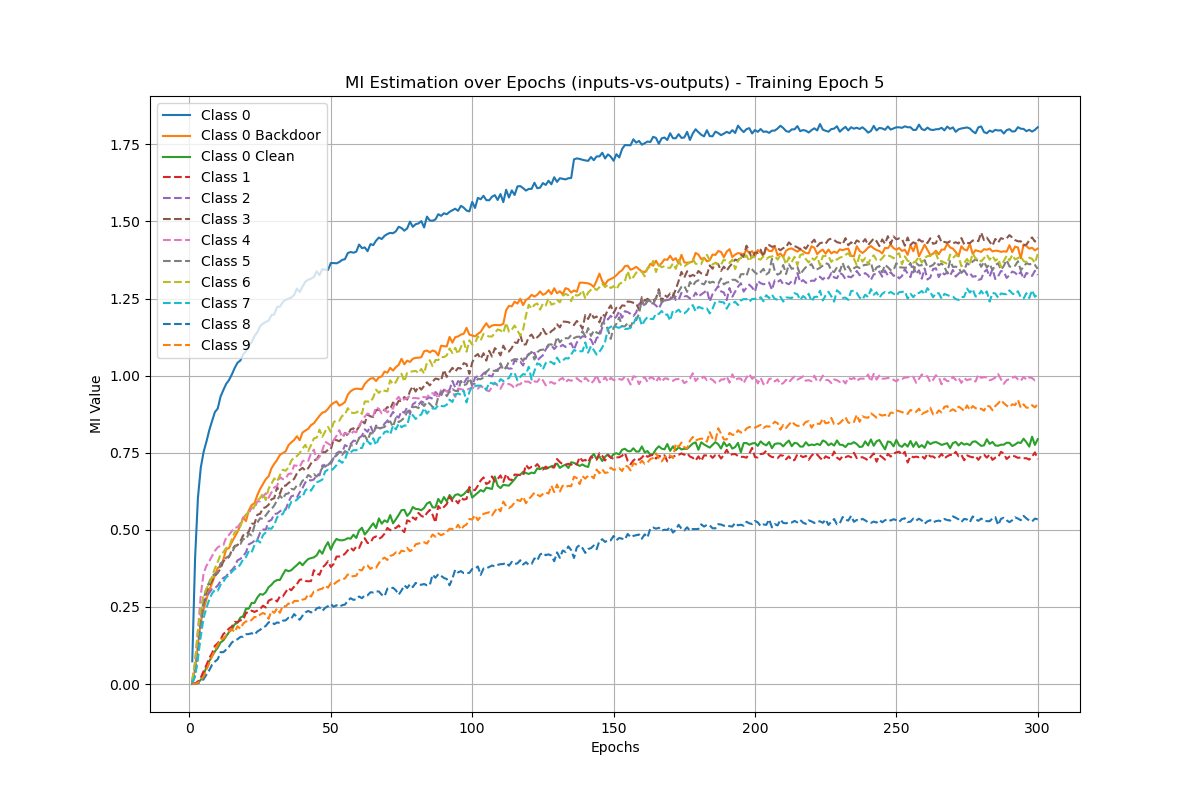 MI Estimation over Epochs (inputs-vs-outputs) - Training Epoch 5
Class 0
Class 0 Backdoor
Class 0 Clean
Class 1
Class 2
Class 3
Class 4
Class 5
Class 6
Class 7
Class 8
Class 9
1.75
1.50
1.25
1.00
0.75
0.50
0.25
0.00
MI Value
0
50
100
150
200
250
300
Epochs